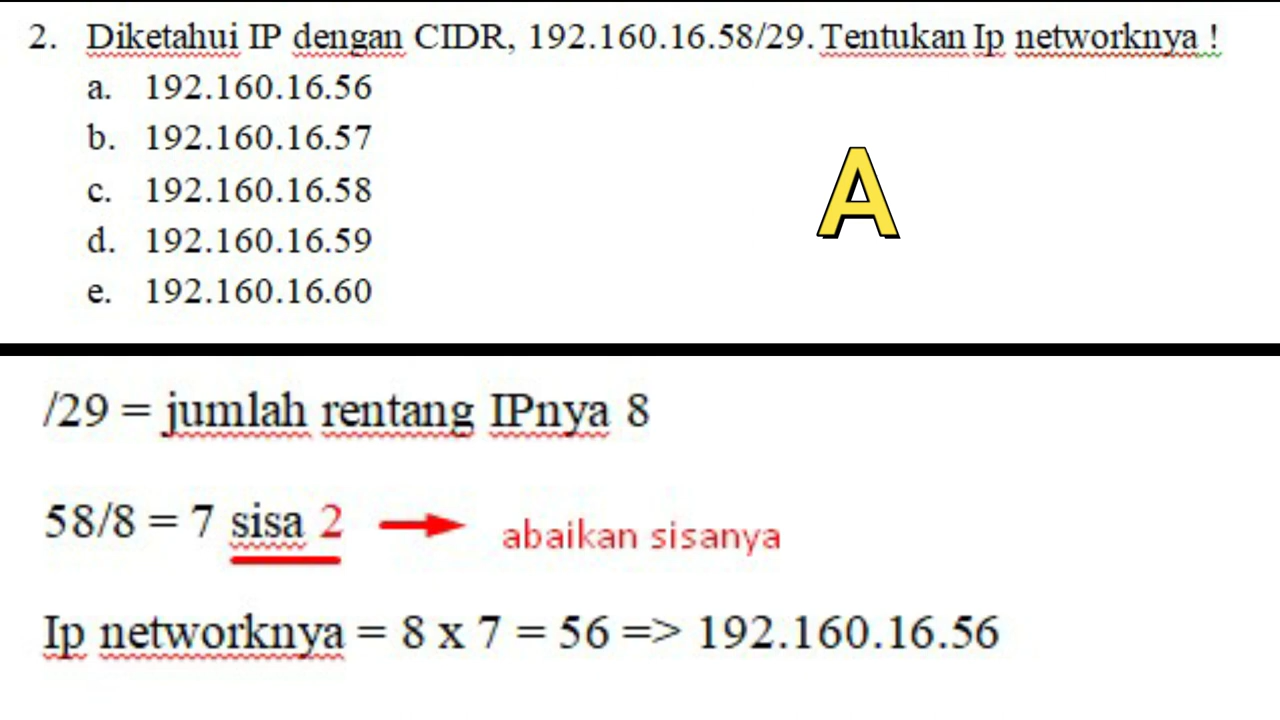 2. Diketahui IP dengan CIDR, 192.160.16.58/29. Tentukan Ip networknya !
a. 192.160.16.56
b. 192.160.16.57
c. 192.160.16.58
d. 192.160.16.59
e. 192.160.16.60
A
/29 = jumlah rentang IPnya 8
58/8 = 7 sisa 2 abaikan sisanya
Ip networknya = 8 x 7 = 56 => 192.160.16.56